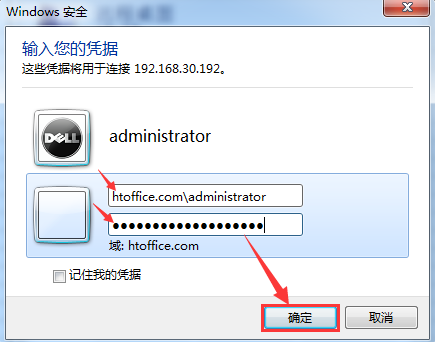 Windows 安全
输入您的凭据
这些凭据将用于连接 192.168.30.192。
DELL
administrator
htoffice.com\administrator
●●●●●●●●●●●●●●●●●●●
域: htoffice.com
记住我的凭据
确定
取消